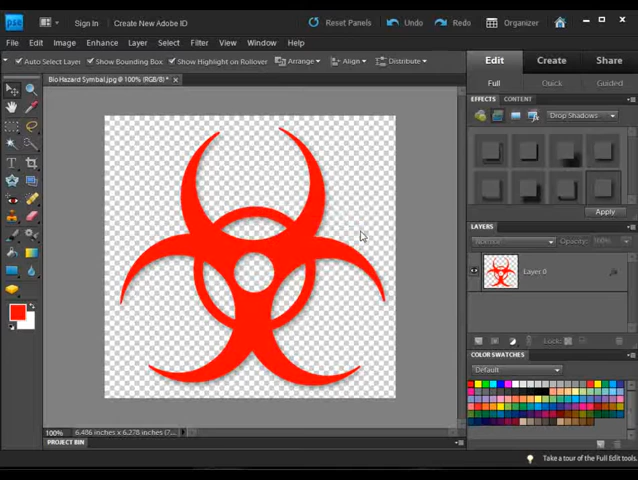 pse Sign In Create New Adobe ID Reset Panels Undo Redo Organizer
File Edit Image Enhance Layer Select Filter View Window Help
Auto Select Layer Show Bounding Box Show Highlight on Rollover Arrange Align Distribute
Edit Create Share
Full Quick Guided
BioHazard Symbal.jpg @ 100% (RGB/8) *
EFFECTS CONTENT
Drop Shadows
Apply
LAYERS
Normal Opacity: 100%
Layer 0
Lock:
COLOR SWATCHES
Default
100% 6.486 inches x 6.278 inches (7
PROJECT BIN
Take a tour of the Full Edit tools.